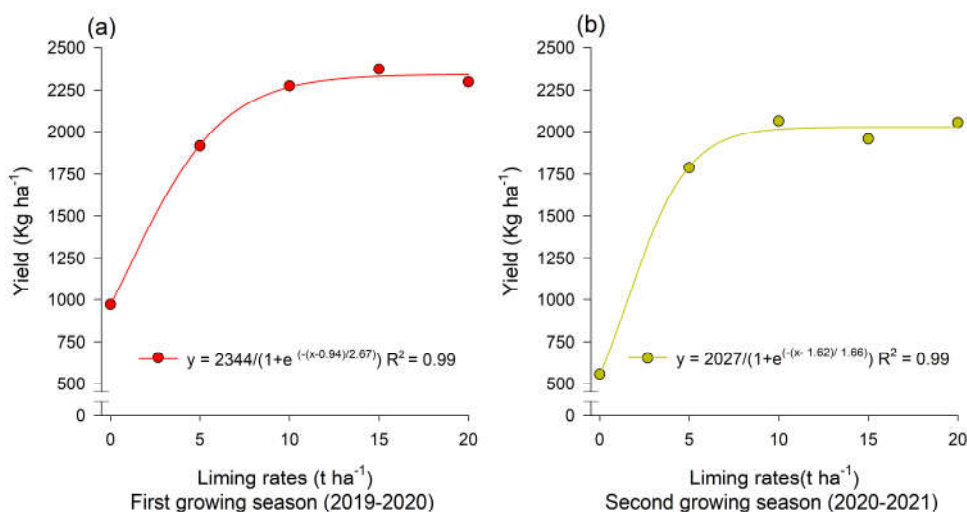 (a)
2500
2250
2000
1750
1500
1250
1000
750
500
0
Yield (Kg ha⁻¹)
y = 2344/(1+e ^(-(x-0.94)/2.67)) R² = 0.99
0 5 10 15 20
Liming rates (t ha⁻¹)
First growing season (2019-2020)
(b)
2500
2250
2000
1750
1500
1250
1000
750
500
0
Yield (Kg ha⁻¹)
y = 2027/(1+e^(-(x- 1.62)/ 1.66)) R² = 0.99
0 5 10 15 20
Liming rates(t ha⁻¹)
Second growing season (2020-2021)